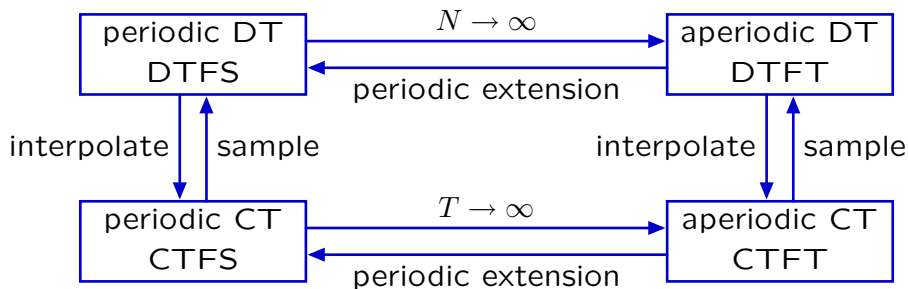 periodic DT
DTFS
N → ∞
periodic extension
aperiodic DT
DTFT
interpolate
sample
interpolate
sample
periodic CT
CTFS
T → ∞
periodic extension
aperiodic CT
CTFT